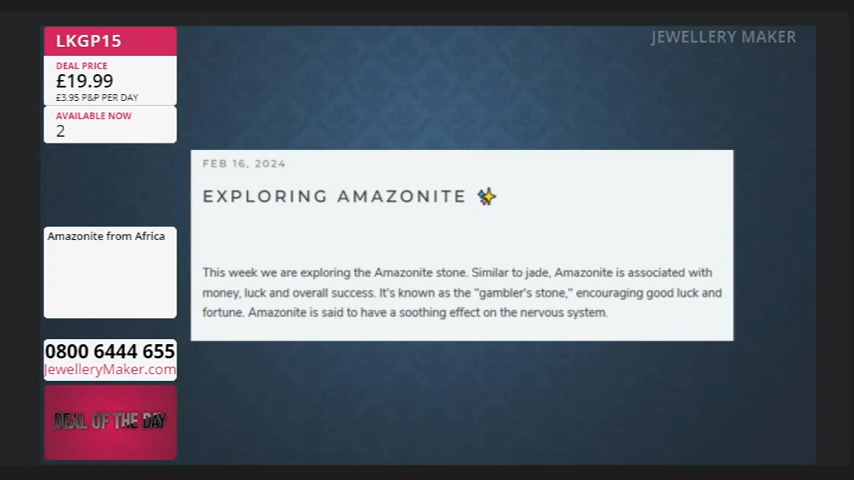 LKGP15
DEAL PRICE
£19.99
£3.95 P&P PER DAY
AVAILABLE NOW
2
Amazonite from Africa
0800 6444 655
JewelleryMaker.com
DEAL OF THE DAY
JEWELLERY MAKER
FEB 16, 2024
EXPLORING AMAZONITE ✨
This week we are exploring the Amazonite stone. Similar to jade, Amazonite is associated with
money, luck and overall success. It's known as the "gambler's stone," encouraging good luck and
fortune. Amazonite is said to have a soothing effect on the nervous system.